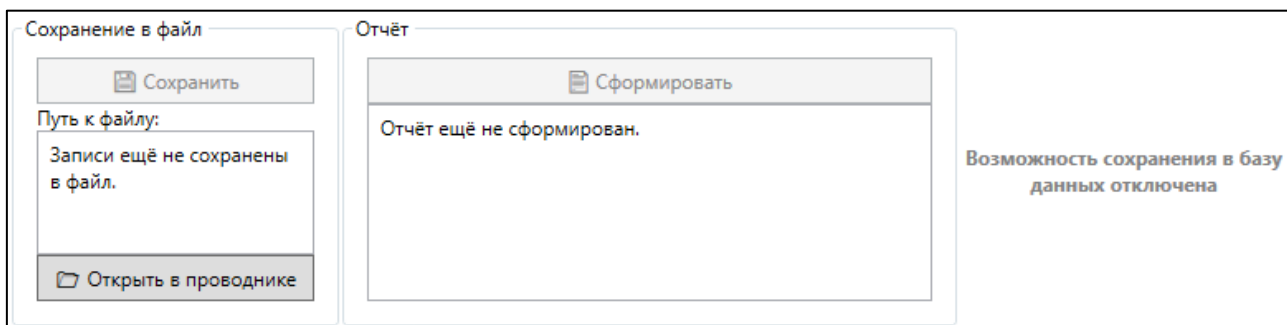 Сохранение в файл
Сохранить
Путь к файлу:
Записи ещё не сохранены
в файл.
Открыть в проводнике
Отчёт
Сформировать
Отчёт ещё не сформирован.
Возможность сохранения в базу
данных отключена